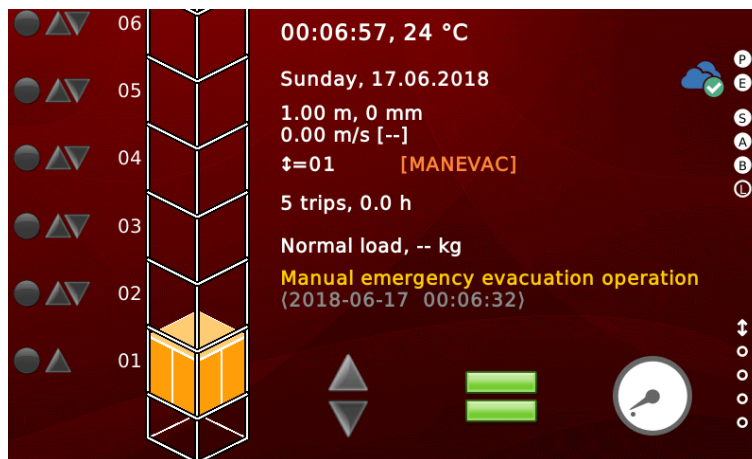 06
05
04
03
02
01
00:06:57, 24 °C
Sunday, 17.06.2018
1.00 m, 0 mm
0.00 m/s [--]
↕=01 [MANEVAC]
5 trips, 0.0 h
Normal load, -- kg
Manual emergency evacuation operation
⟨2018-06-17 00:06:32⟩
P
E
S
A
B
L